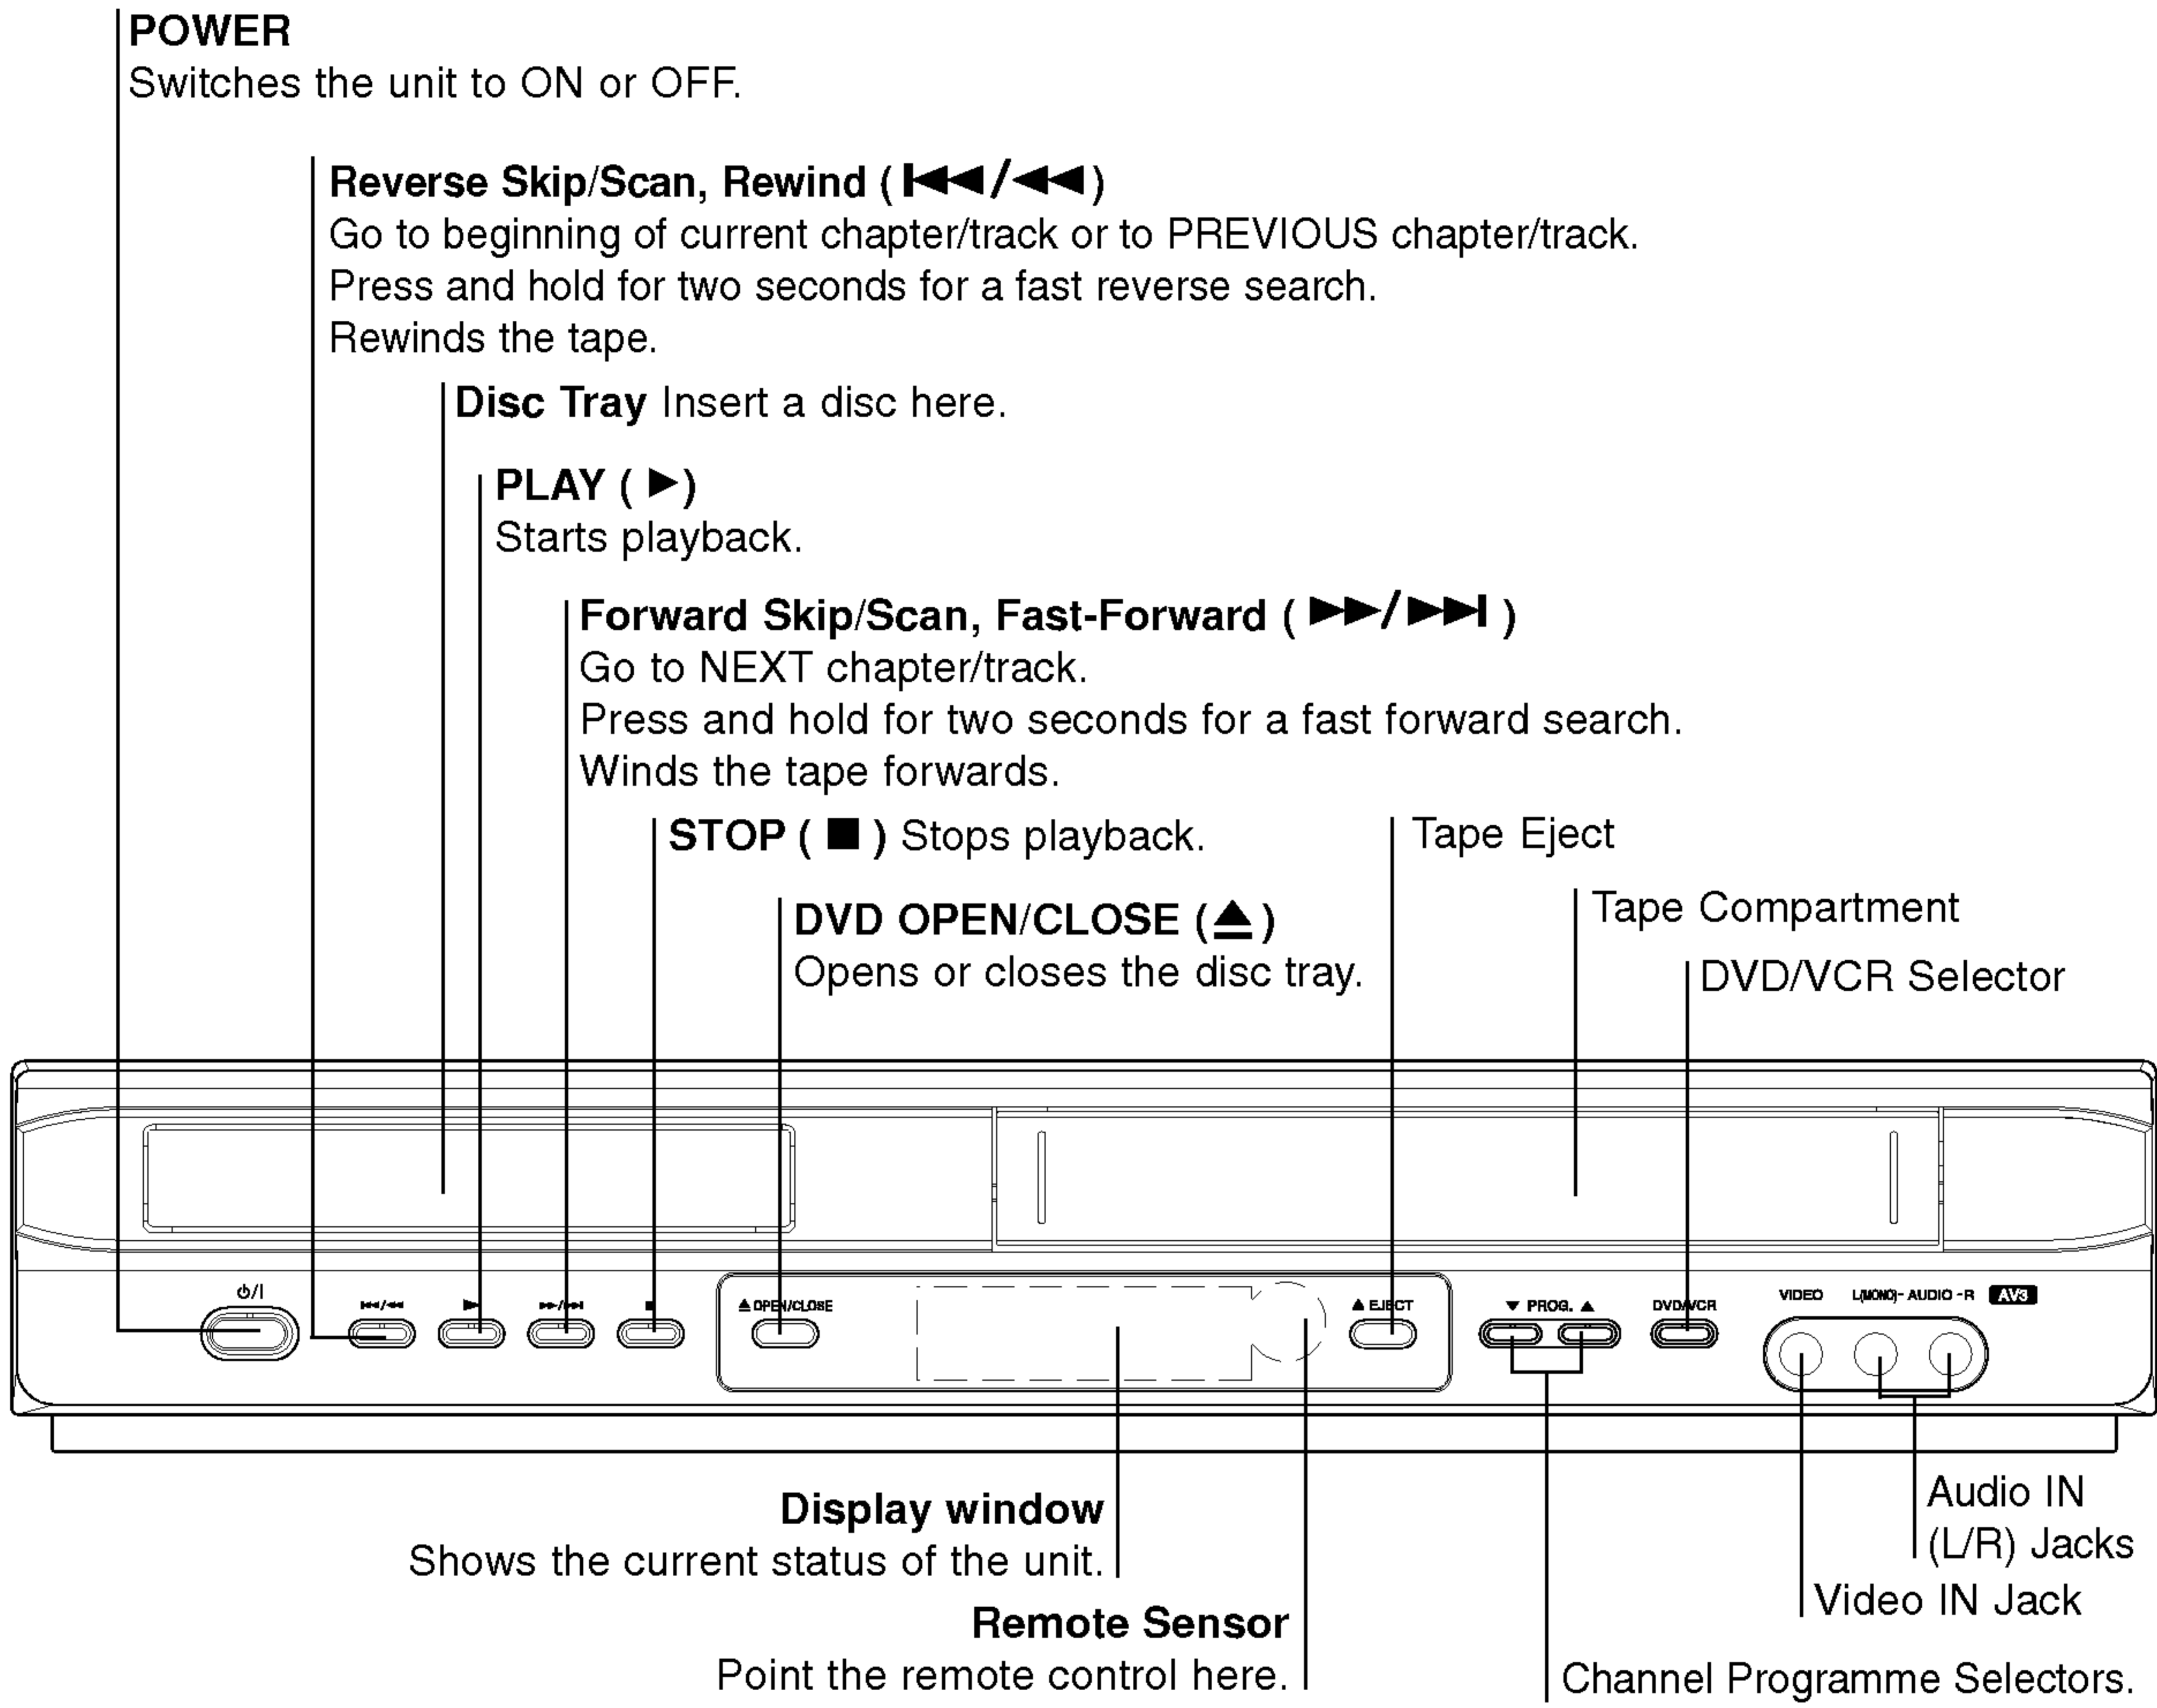 POWER
Switches the unit to ON or OFF.
Reverse Skip/Scan, Rewind (⏮/◀◀)
Go to beginning of current chapter/track or to PREVIOUS chapter/track.
Press and hold for two seconds for a fast reverse search.
Rewinds the tape.
Disc Tray Insert a disc here.
PLAY ( ▶)
Starts playback.
Forward Skip/Scan, Fast-Forward ( ▶▶/▶▶I )
Go to NEXT chapter/track.
Press and hold for two seconds for a fast forward search.
Winds the tape forwards.
STOP ( ■ ) Stops playback.
Tape Eject
DVD OPEN/CLOSE (⏏)
Opens or closes the disc tray.
Tape Compartment
DVD/VCR Selector
⏻/I
I◀◀/◀◀
▶
▶▶/▶▶I
■
⏏ OPEN/CLOSE
▲ EJECT
▼ PROG. ▲
DVD/VCR
VIDEO
L(MONO)- AUDIO -R
AV3
Display window
Shows the current status of the unit.
Remote Sensor
Point the remote control here.
Audio IN
(L/R) Jacks
Video IN Jack
Channel Programme Selectors.